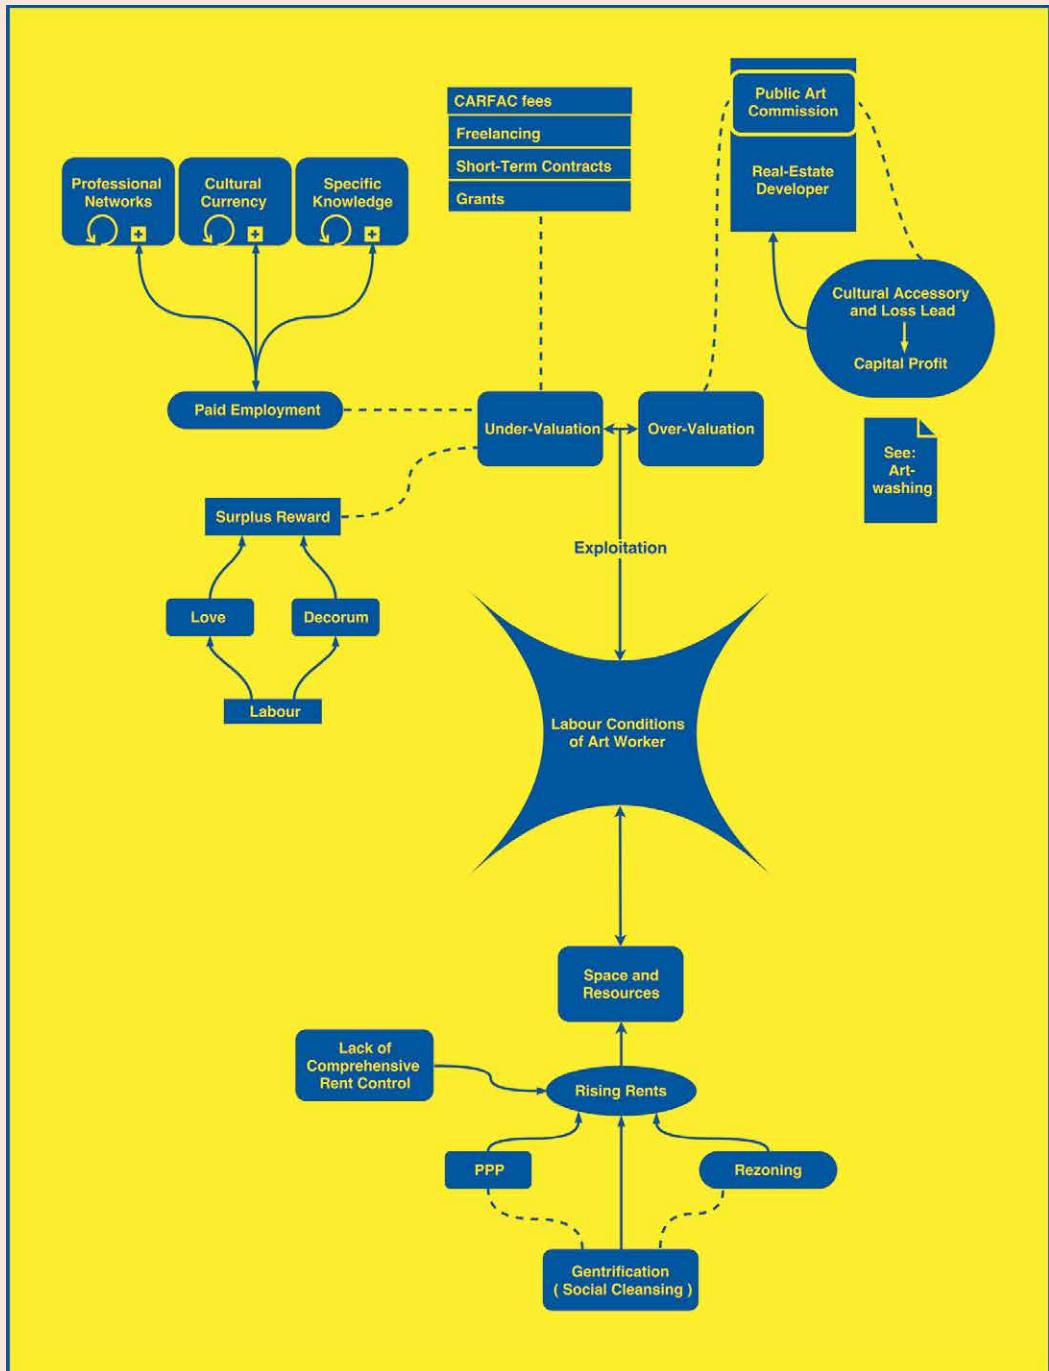 CARFAC fees
Freelancing
Short-Term Contracts
Grants
Public Art
Commission
Real-Estate
Developer
Professional
Networks
Cultural
Currency
Specific
Knowledge
Cultural Accessory
and Loss Lead
Capital Profit
Paid Employment
Under-Valuation
Over-Valuation
See:
Art-
washing
Surplus Reward
Exploitation
Love
Decorum
Labour
Labour Conditions
of Art Worker
Space and
Resources
Lack of
Comprehensive
Rent Control
Rising Rents
PPP
Rezoning
Gentrification
( Social Cleansing )